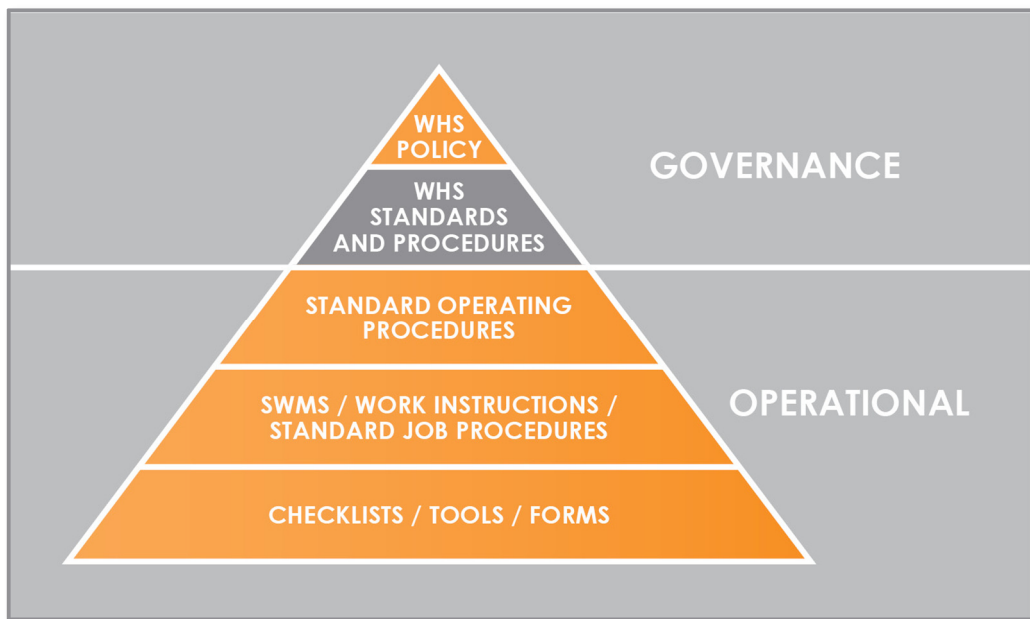 WHS
POLICY
GOVERNANCE
WHS
STANDARDS
AND PROCEDURES
STANDARD OPERATING
PROCEDURES
SWMS / WORK INSTRUCTIONS /
STANDARD JOB PROCEDURES
OPERATIONAL
CHECKLISTS / TOOLS / FORMS